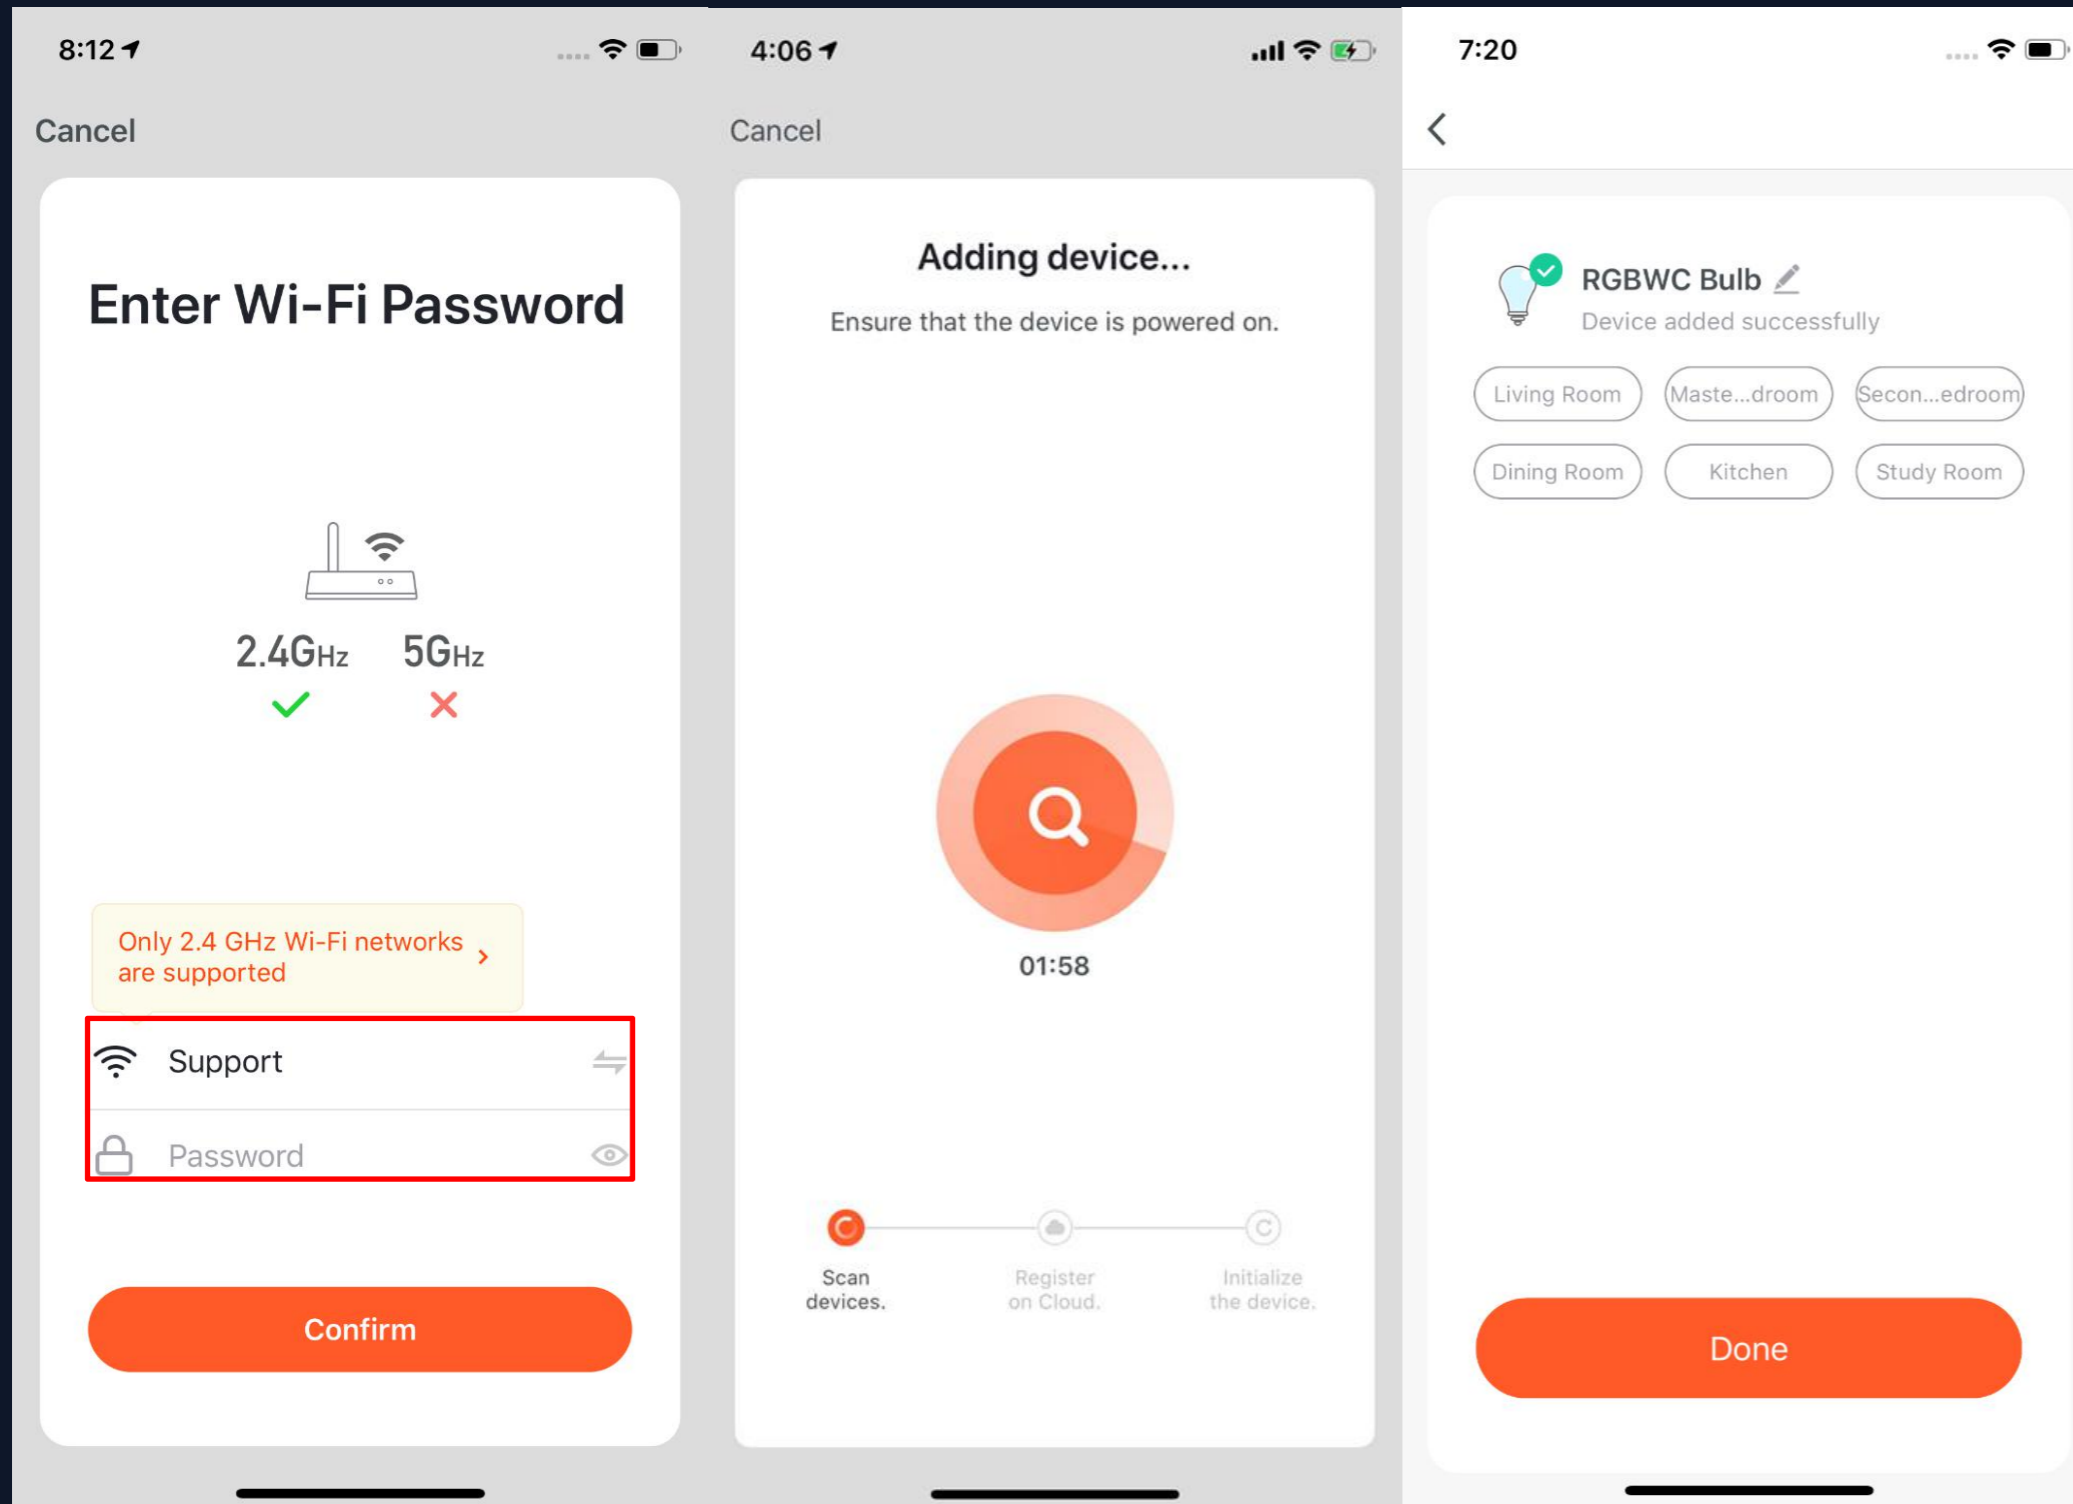 8:12
Cancel
Enter Wi-Fi Password
2.4GHz 5GHz
Only 2.4 GHz Wi-Fi networks
are supported
Support
Password
Confirm
4:06
Cancel
Adding device...
Ensure that the device is powered on.
01:58
Scan
devices.
Register
on Cloud.
Initialize
the device.
7:20
RGBWC Bulb
Device added successfully
Living Room
Maste...droom
Secon...edroom
Dining Room
Kitchen
Study Room
Done